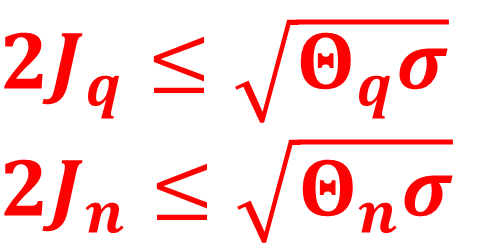 2J_q ≤ √(Θ_q σ)
2J_n ≤ √(Θ_n σ)